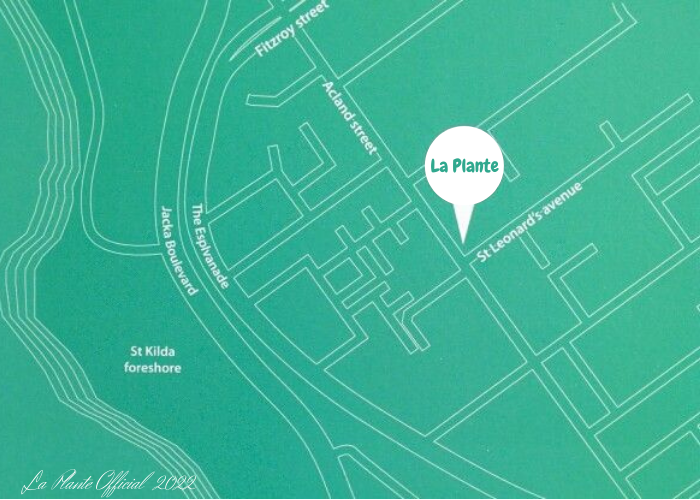 Fitzroy street
Acland street
La Plante
St Leonard's avenue
The Esplvanade
Jacka Boulevard
St Kilda
foreshore
La Plante Official 2022